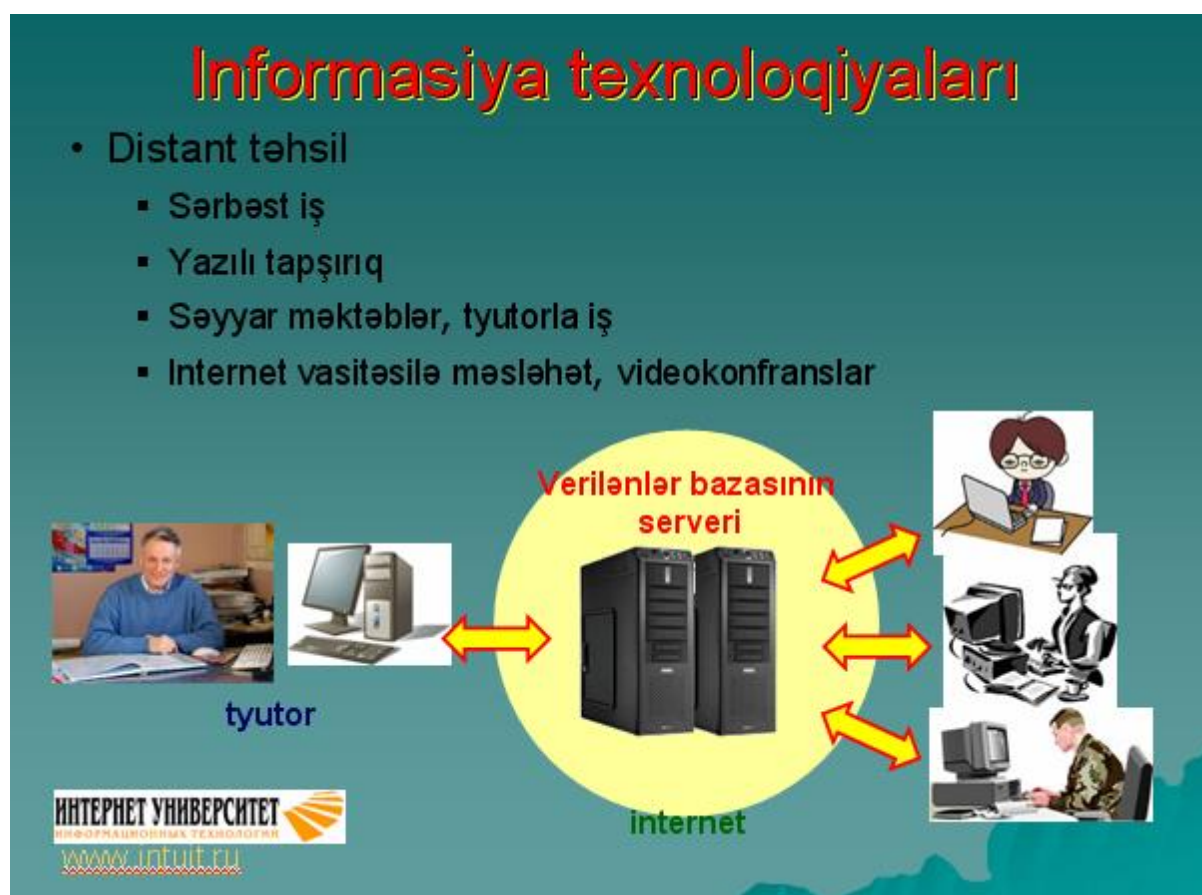 Informasiya texnoloqiyaları
• Distant təhsil
▪ Sərbəst iş
▪ Yazılı tapşırıq
▪ Səyyar məktəblər, tyutorla iş
▪ Internet vasitəsilə məsləhət, videokonfranslar
Verilənlər bazasının
serveri
tyutor
internet
ИНТЕРНЕТ УНИВЕРСИТЕТ
ИНФОРМАЦИОННЫХ ТЕХНОЛОГИЙ
www.intuit.ru